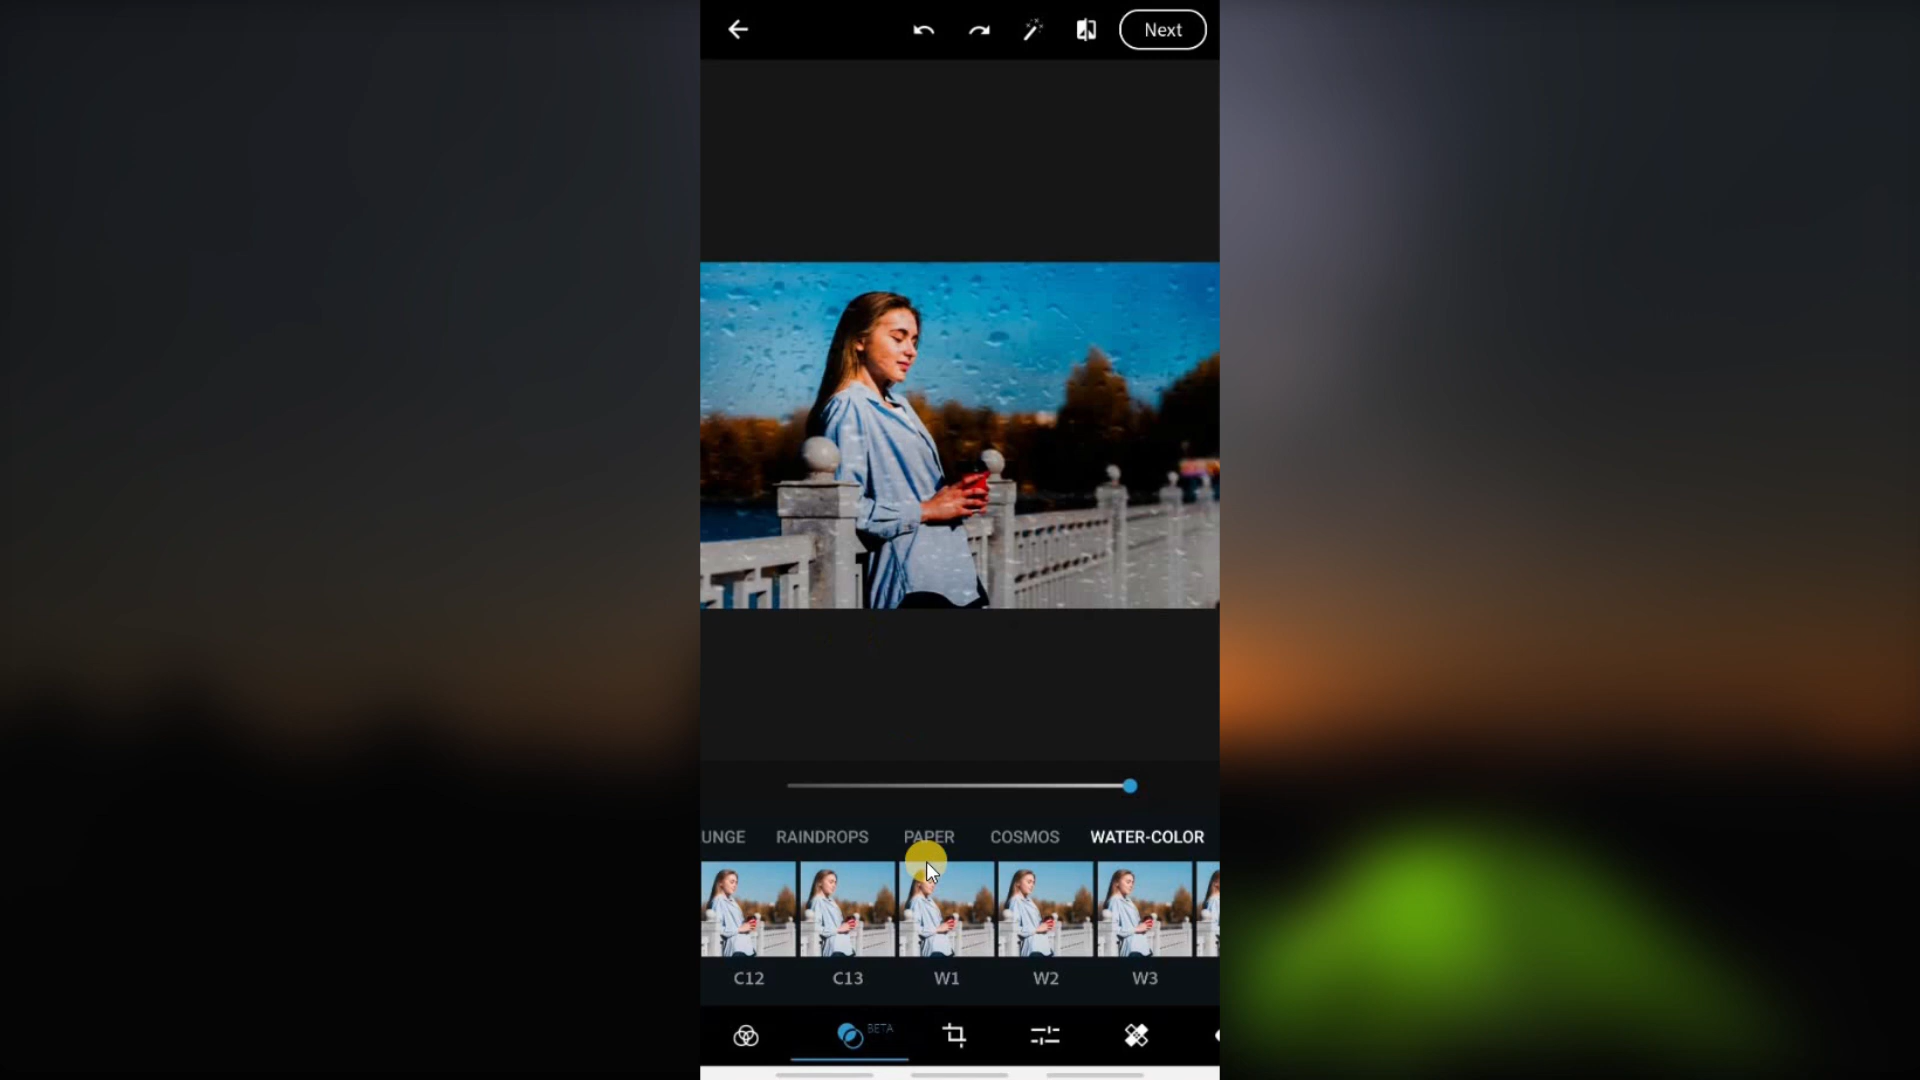 Next
UNGE RAINDROPS PAPER COSMOS WATER-COLOR
C12 C13 W1 W2 W3
BETA